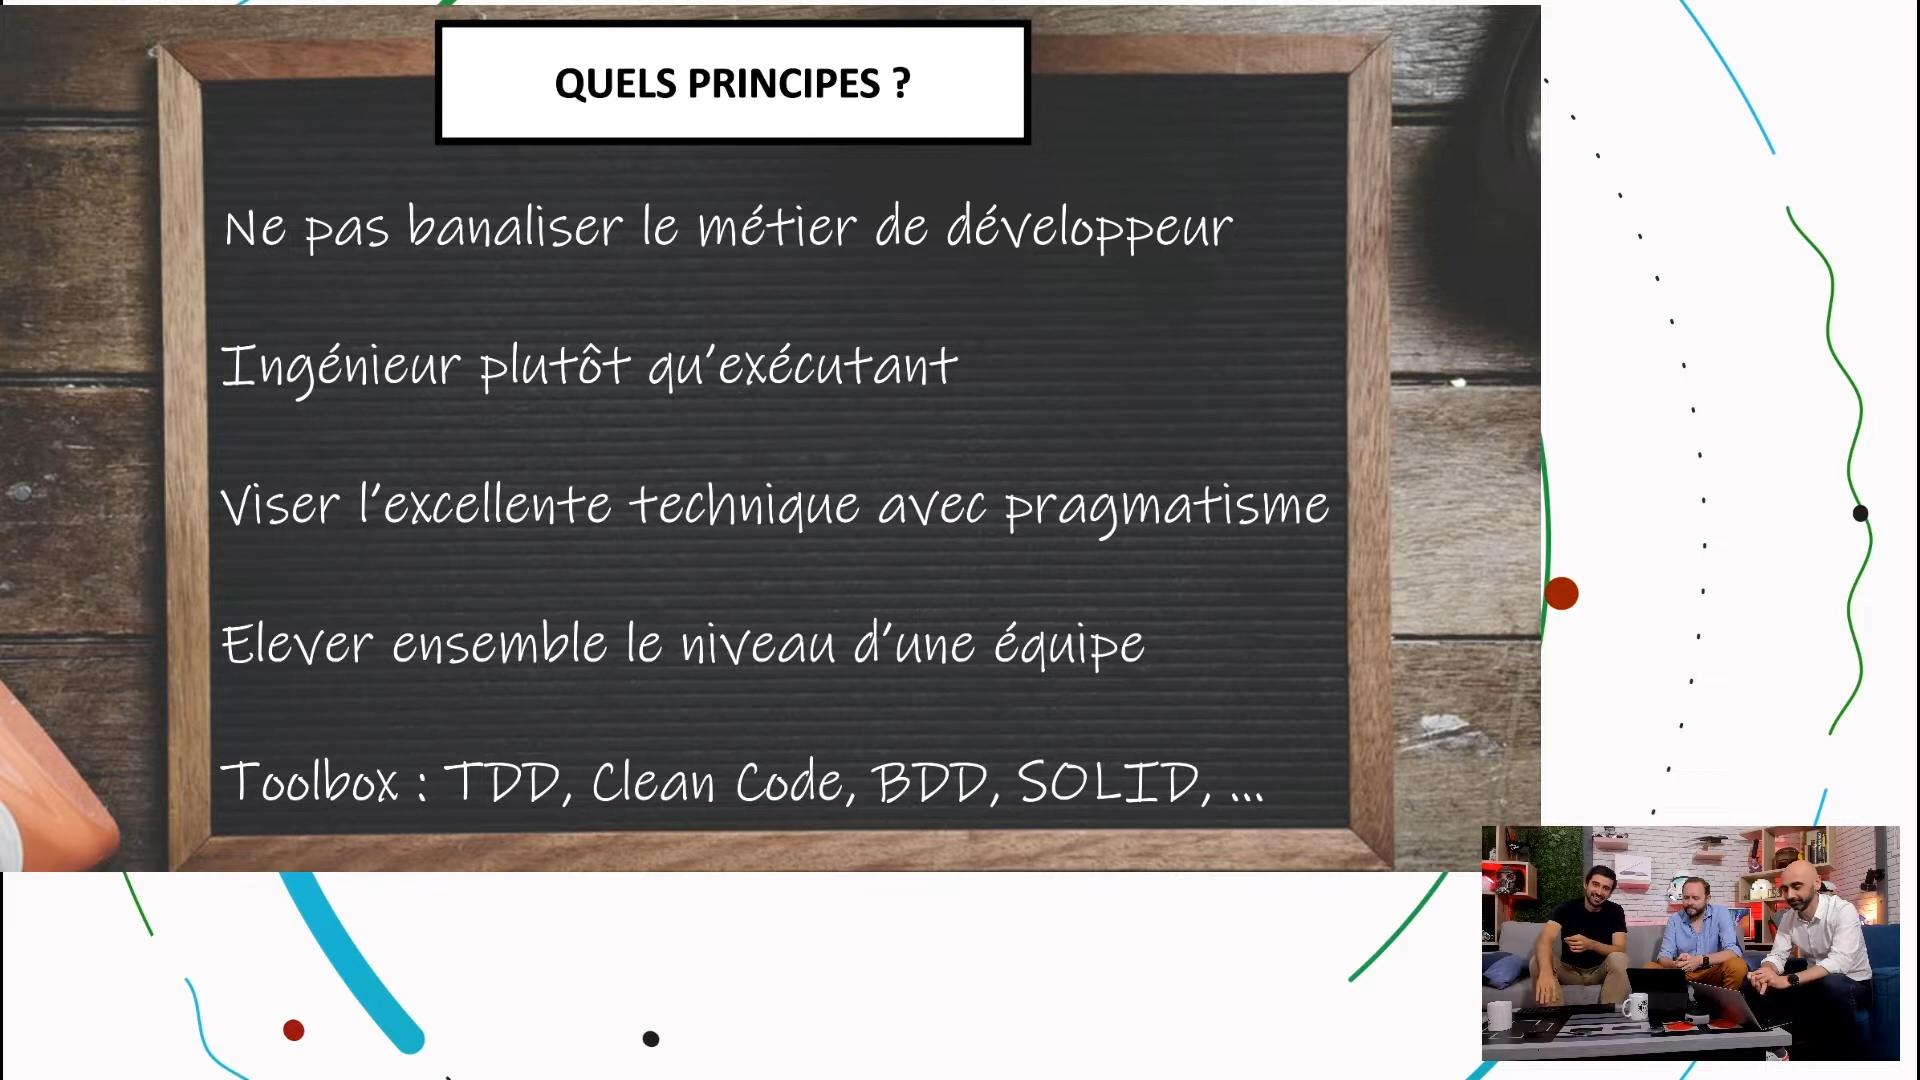 QUELS PRINCIPES ?
Ne pas banaliser le métier de développeur
Ingénieur plutôt qu'exécutant
Viser l'excellente technique avec pragmatisme
Elever ensemble le niveau d'une équipe
Toolbox : TDD, Clean Code, BDD, SOLID, ...